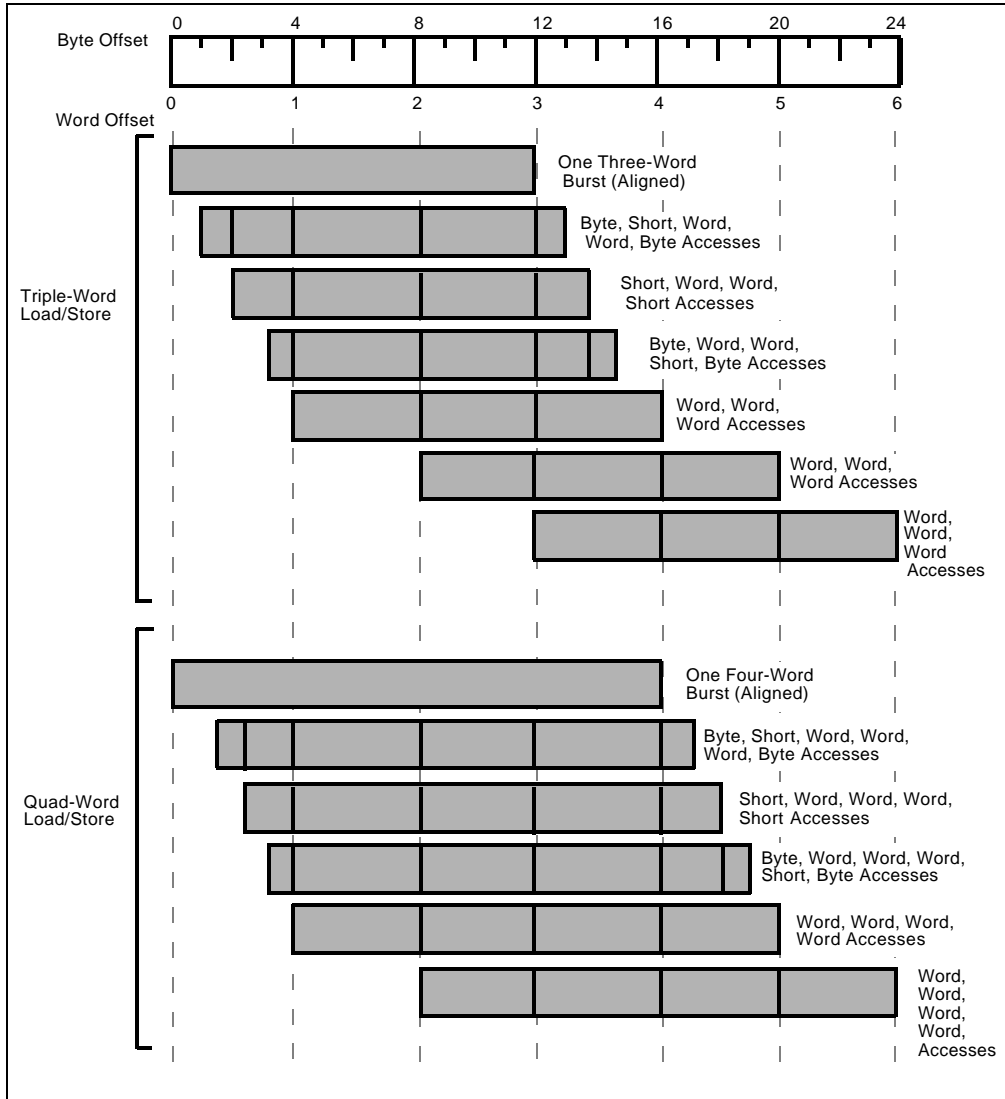 0 4 8 12 16 20 24
Byte Offset
0 1 2 3 4 5 6
Word Offset
One Three-Word
Burst (Aligned)
Byte, Short, Word,
Word, Byte Accesses
Triple-Word
Load/Store
Short, Word, Word,
Short Accesses
Byte, Word, Word,
Short, Byte Accesses
Word, Word,
Word Accesses
Word, Word,
Word Accesses
Word,
Word,
Word
Accesses
One Four-Word
Burst (Aligned)
Byte, Short, Word, Word,
Word, Byte Accesses
Quad-Word
Load/Store
Short, Word, Word, Word,
Short Accesses
Byte, Word, Word, Word,
Short, Byte Accesses
Word, Word, Word,
Word Accesses
Word,
Word,
Word,
Word,
Accesses